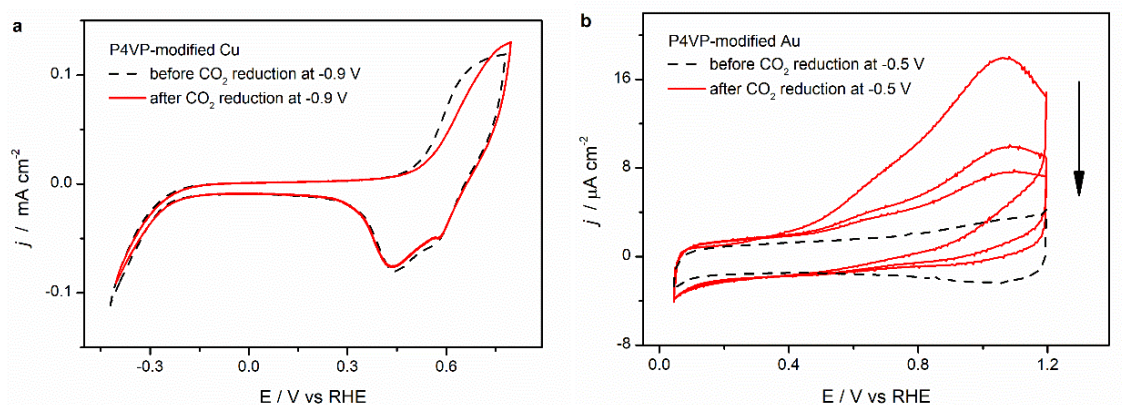 a
P4VP-modified Cu
before CO2 reduction at -0.9 V
after CO2 reduction at -0.9 V
0.1
0.0
-0.1
j / mA cm-2
-0.3
0.0
0.3
0.6
E / V vs RHE
b
P4VP-modified Au
before CO2 reduction at -0.5 V
after CO2 reduction at -0.5 V
16
8
0
-8
j / µA cm-2
0.0
0.4
0.8
1.2
E / V vs RHE